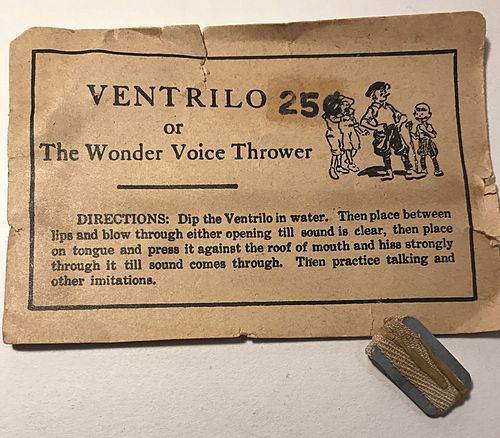 VENTRILO 25¢
or
The Wonder Voice Thrower
DIRECTIONS: Dip the Ventrilo in water. Then place between
lips and blow through either opening till sound is clear, then place
on tongue and press it against the roof of mouth and hiss strongly
through it till sound comes through. Then practice talking and
other imitations.